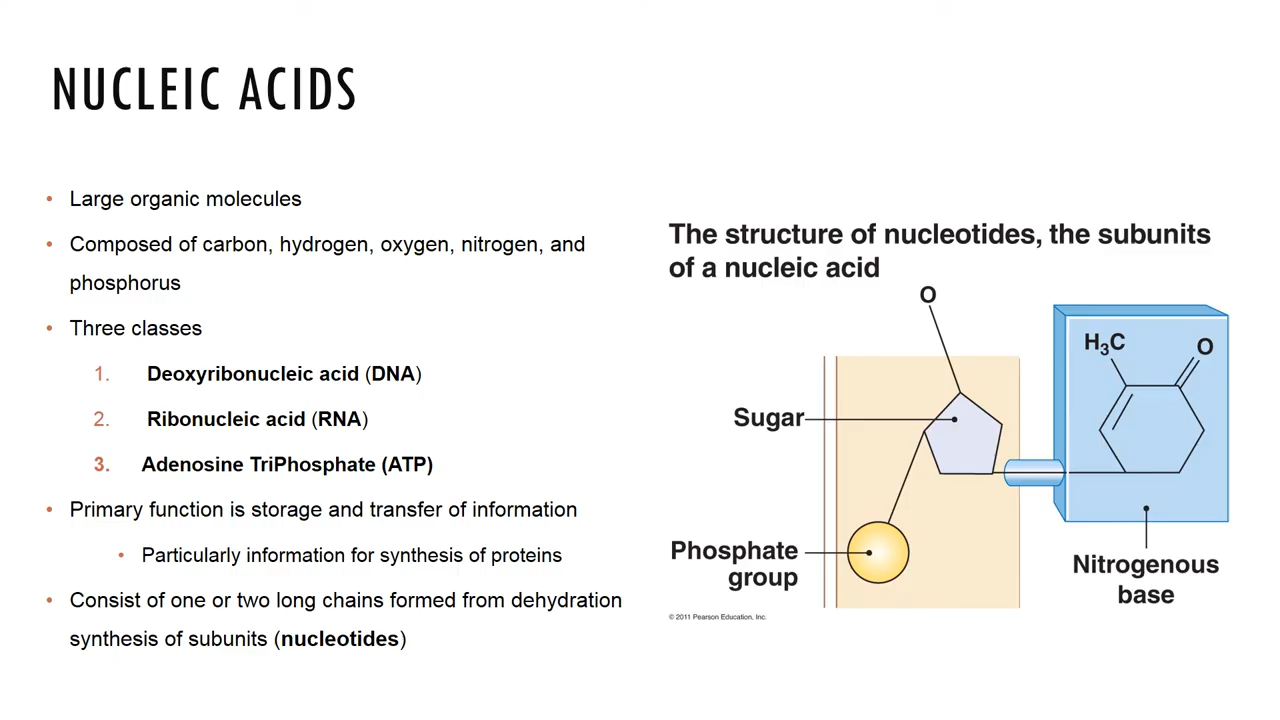 NUCLEIC ACIDS
• Large organic molecules
• Composed of carbon, hydrogen, oxygen, nitrogen, and
phosphorus
• Three classes
1. Deoxyribonucleic acid (DNA)
2. Ribonucleic acid (RNA)
3. Adenosine TriPhosphate (ATP)
• Primary function is storage and transfer of information
• Particularly information for synthesis of proteins
• Consist of one or two long chains formed from dehydration
synthesis of subunits (nucleotides)
The structure of nucleotides, the subunits
of a nucleic acid
O
H₃C
O
Sugar
Phosphate
group
Nitrogenous
base
© 2011 Pearson Education, Inc.